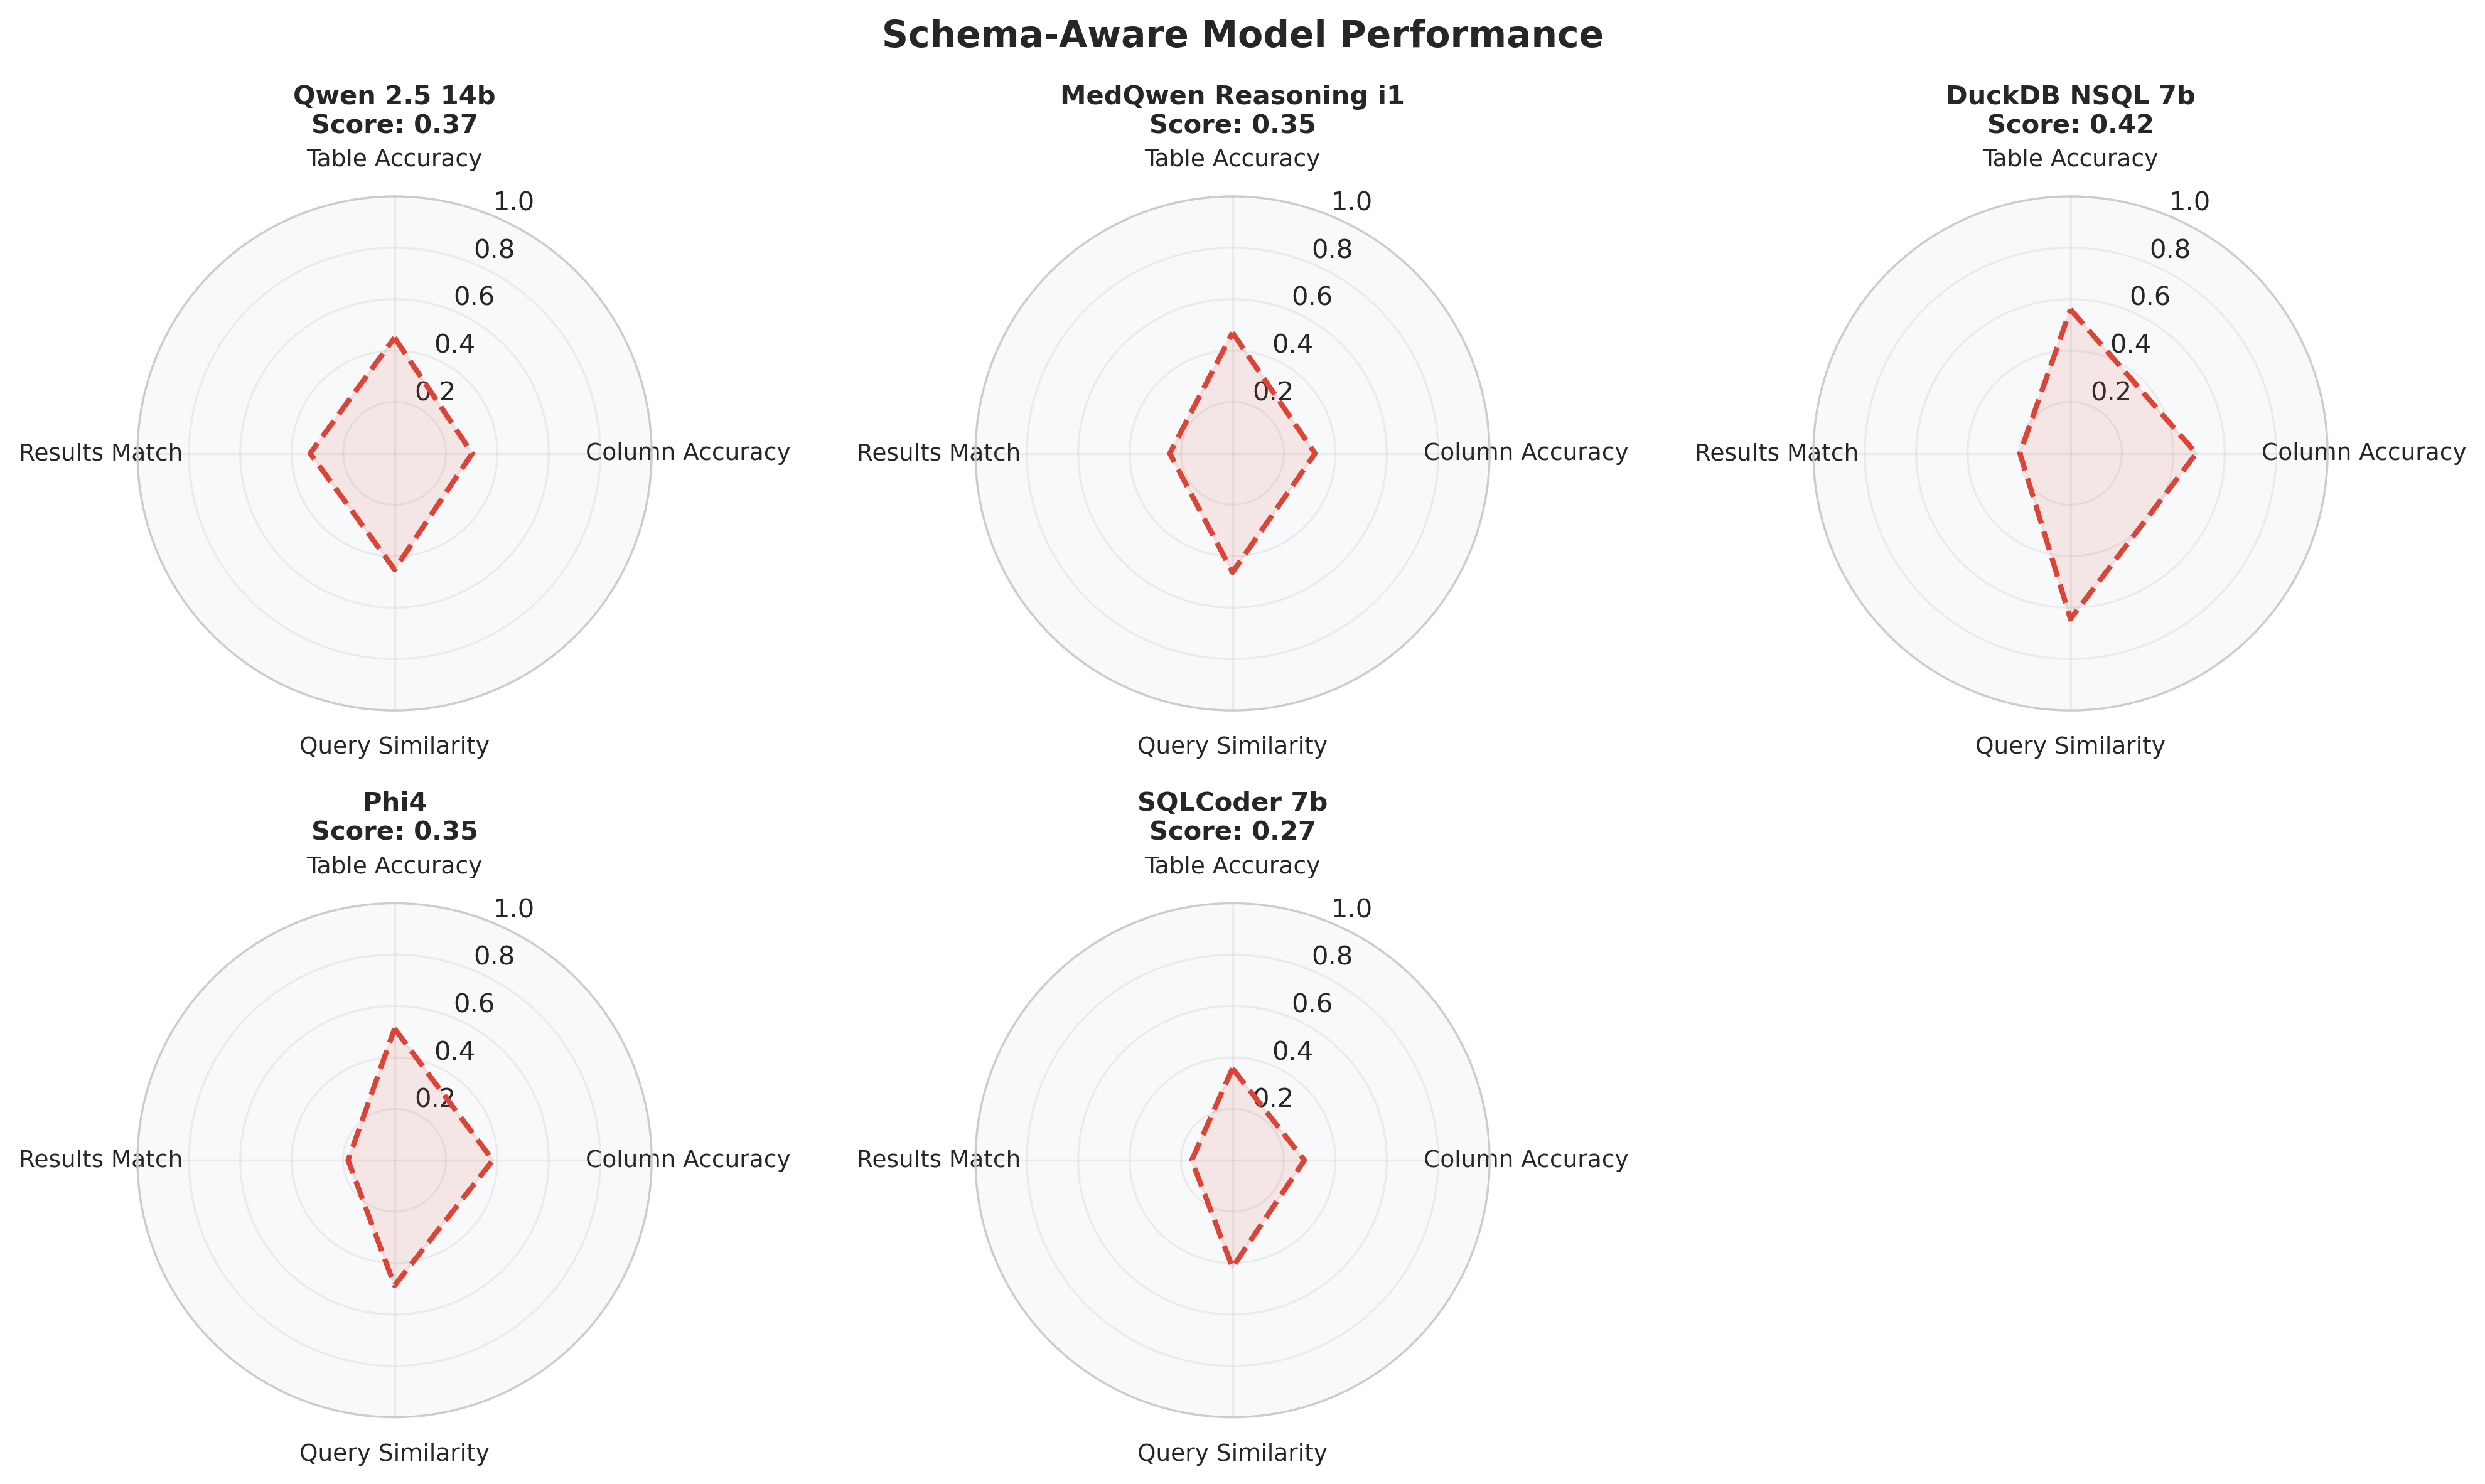 Schema-Aware Model Performance
Qwen 2.5 14b
Score: 0.37
Table Accuracy
1.0
0.8
0.6
0.4
0.2
Results Match
Column Accuracy
Query Similarity
MedQwen Reasoning i1
Score: 0.35
Table Accuracy
1.0
0.8
0.6
0.4
0.2
Results Match
Column Accuracy
Query Similarity
DuckDB NSQL 7b
Score: 0.42
Table Accuracy
1.0
0.8
0.6
0.4
0.2
Results Match
Column Accuracy
Query Similarity
Phi4
Score: 0.35
Table Accuracy
1.0
0.8
0.6
0.4
0.2
Results Match
Column Accuracy
Query Similarity
SQLCoder 7b
Score: 0.27
Table Accuracy
1.0
0.8
0.6
0.4
0.2
Results Match
Column Accuracy
Query Similarity